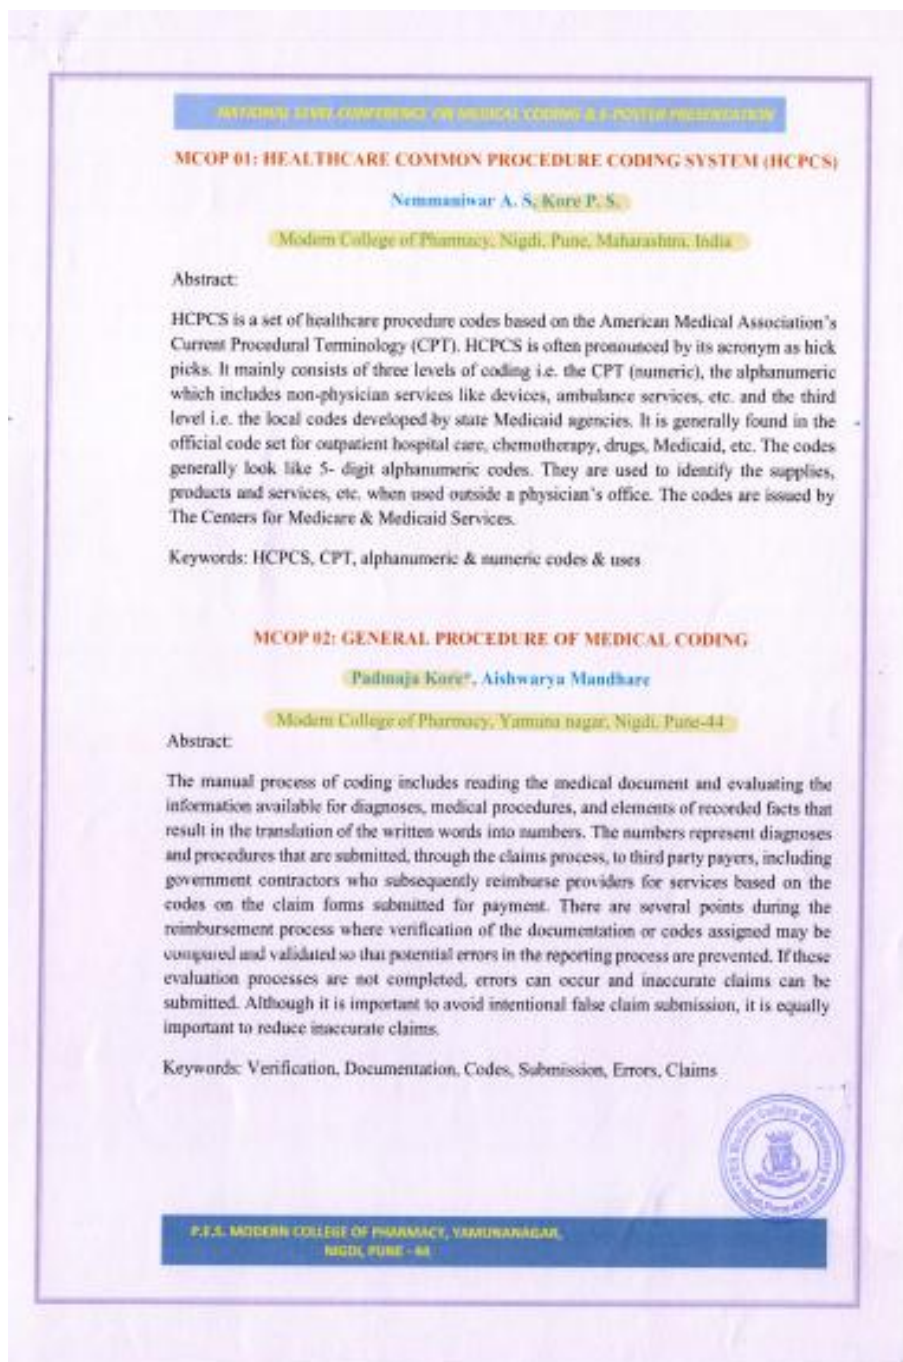 NATIONAL LEVEL CONFERENCE ON MEDICAL CODING & E-POSTER PRESENTATION
MCOP 01: HEALTHCARE COMMON PROCEDURE CODING SYSTEM (HCPCS)
Nemmaniwar A. S, Kore P. S.
Modern College of Pharmacy, Nigdi, Pune, Maharashtra, India
Abstract:
HCPCS is a set of healthcare procedure codes based on the American Medical Association's
Current Procedural Terminology (CPT). HCPCS is often pronounced by its acronym as hick
picks. It mainly consists of three levels of coding i.e. the CPT (numeric), the alphanumeric
which includes non-physician services like devices, ambulance services, etc. and the third
level i.e. the local codes developed by state Medicaid agencies. It is generally found in the
official code set for outpatient hospital care, chemotherapy, drugs, Medicaid, etc. The codes
generally look like 5- digit alphanumeric codes. They are used to identify the supplies,
products and services, etc. when used outside a physician's office. The codes are issued by
The Centers for Medicare & Medicaid Services.
Keywords: HCPCS, CPT, alphanumeric & numeric codes & uses
MCOP 02: GENERAL PROCEDURE OF MEDICAL CODING
Padmaja Kore*, Aishwarya Mandhare
Modern College of Pharmacy, Yamuna nagar, Nigdi, Pune-44
Abstract:
The manual process of coding includes reading the medical document and evaluating the
information available for diagnoses, medical procedures, and elements of recorded facts that
result in the translation of the written words into numbers. The numbers represent diagnoses
and procedures that are submitted, through the claims process, to third party payers, including
government contractors who subsequently reimburse providers for services based on the
codes on the claim forms submitted for payment. There are several points during the
reimbursement process where verification of the documentation or codes assigned may be
compared and validated so that potential errors in the reporting process are prevented. If these
evaluation processes are not completed, errors can occur and inaccurate claims can be
submitted. Although it is important to avoid intentional false claim submission, it is equally
important to reduce inaccurate claims.
Keywords: Verification, Documentation, Codes, Submission, Errors, Claims
Modern College of
P.E.S. MODERN COLLEGE OF PHARMACY, YAMUNANAGAR,
NIGDI, PUNE - 44